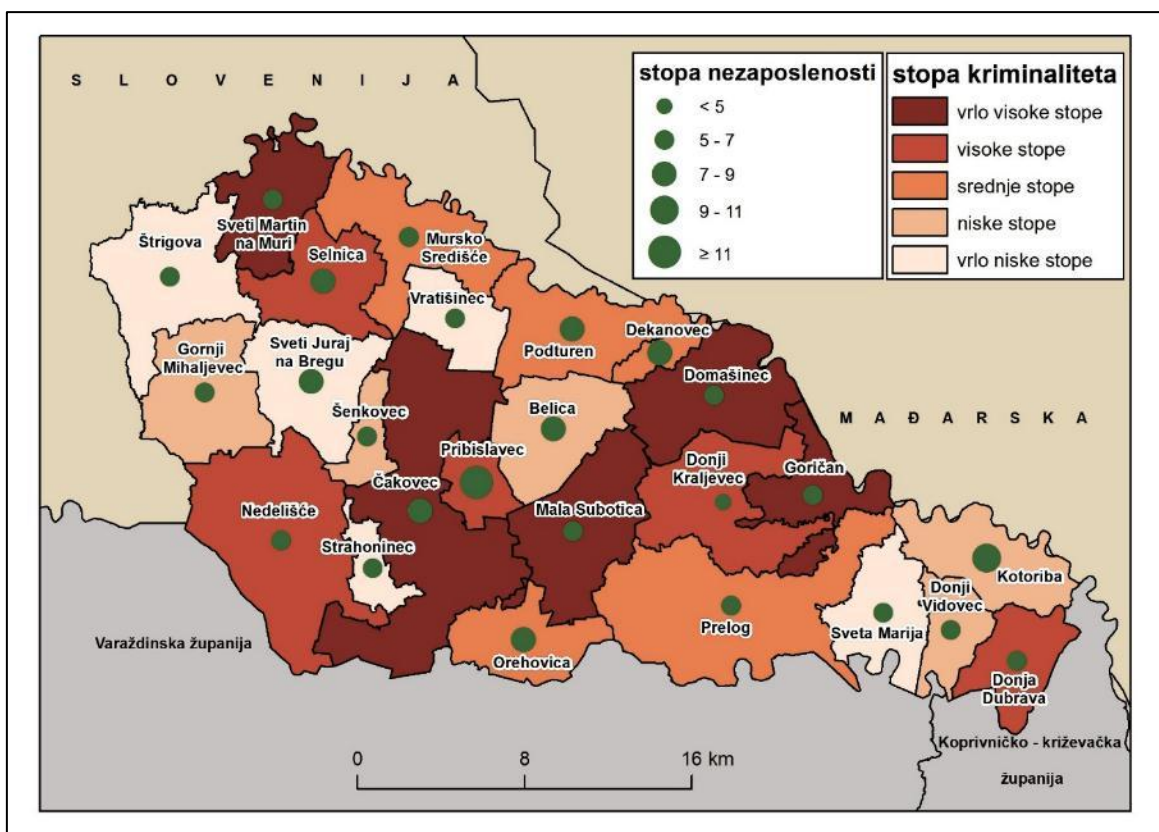 S L O V E N I J A
stopa nezaposlenosti
< 5
5 - 7
7 - 9
9 - 11
≥ 11
stopa kriminaliteta
vrlo visoke stope
visoke stope
srednje stope
niske stope
vrlo niske stope
Sveti Martin
na Muri
Štrigova
Selnica
Mursko
Središće
Vratišinec
Gornji
Mihaljevec
Sveti Juraj
na Bregu
Podturen
Dekanovec
Domašinec
M A Đ A R S K A
Šenkovec
Belica
Pribislavec
Čakovec
Donji
Kraljevec
Goričan
Nedelišće
Mala Subotica
Strahoninec
Kotoriba
Donji
Vidovec
Prelog
Sveta Marija
Varaždinska županija
Orehovica
Donja
Dubrava
Koprivničko - križevačka
županija
0 8 16 km